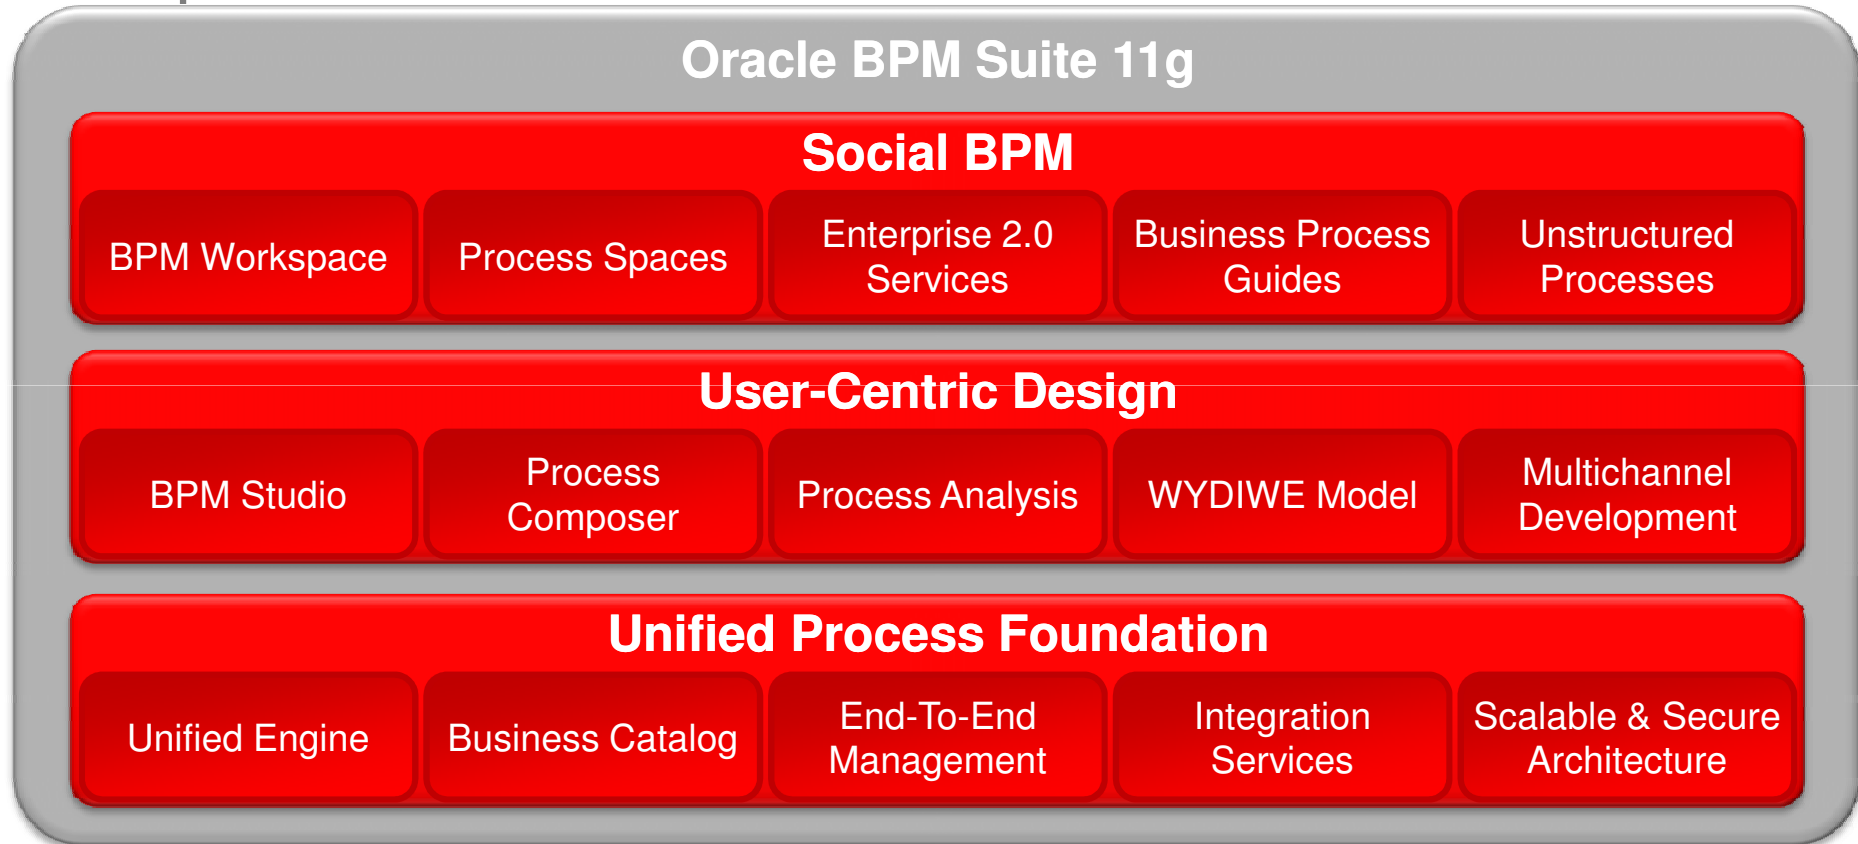 Oracle BPM Suite 11g
Social BPM
BPM Workspace
Process Spaces
Enterprise 2.0
Services
Business Process
Guides
Unstructured
Processes
User-Centric Design
BPM Studio
Process
Composer
Process Analysis
WYDIWE Model
Multichannel
Development
Unified Process Foundation
Unified Engine
Business Catalog
End-To-End
Management
Integration
Services
Scalable & Secure
Architecture